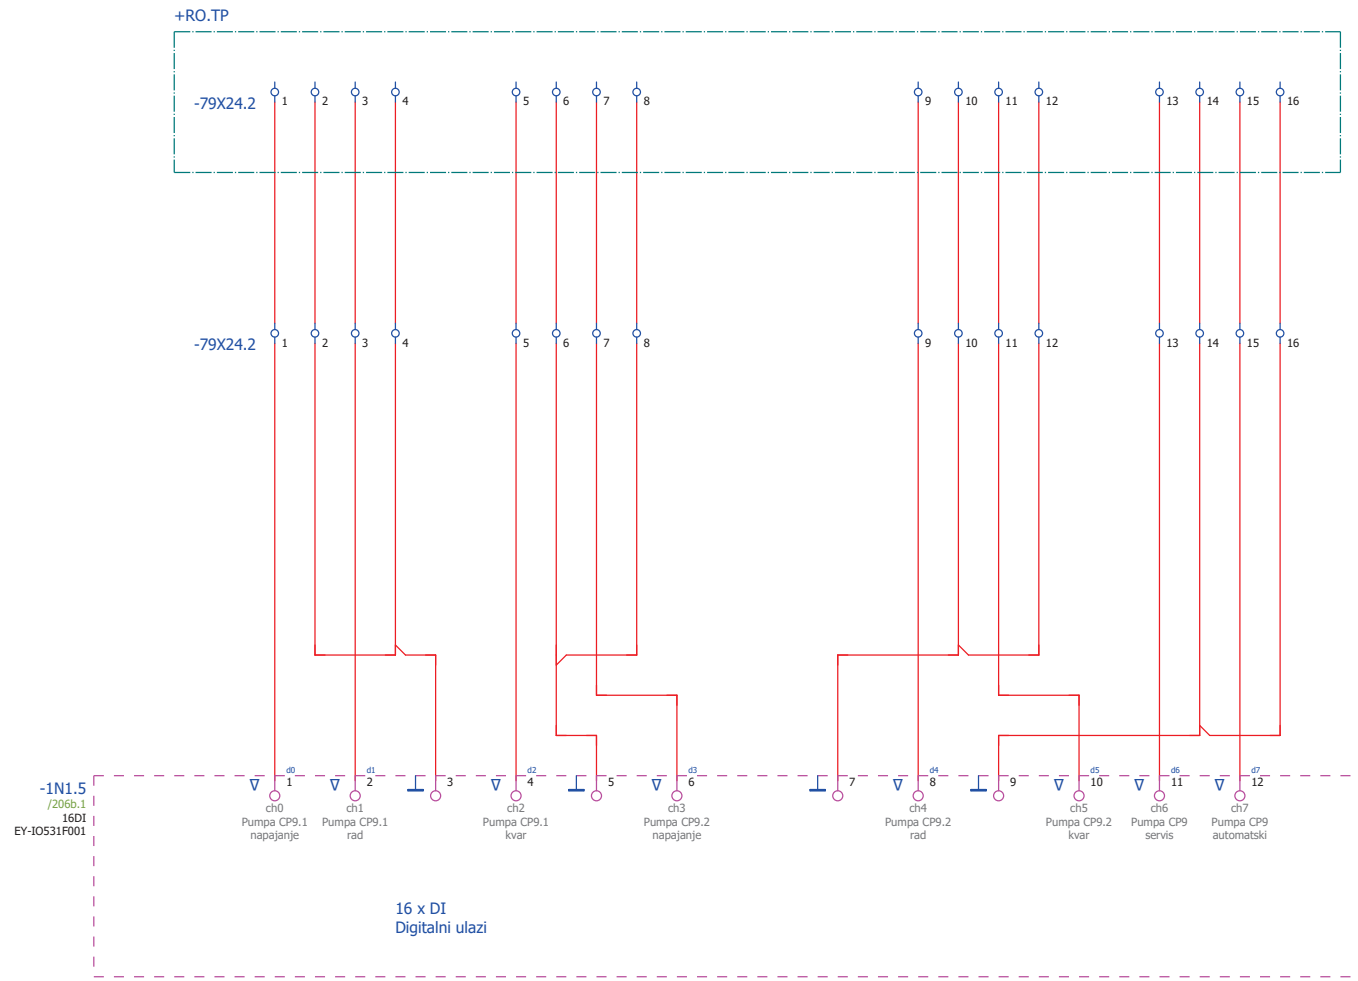 +RO.TP
-79X24.2 1 2 3 4 5 6 7 8 9 10 11 12 13 14 15 16
-79X24.2 1 2 3 4 5 6 7 8 9 10 11 12 13 14 15 16
d0 d1 d2 d3 d4 d5 d6 d7
1 2 3 4 5 6 7 8 9 10 11 12
-1N1.5
/206b.1
16DI
EY-IO531F001
ch0
Pumpa CP9.1
napajanje
ch1
Pumpa CP9.1
rad
ch2
Pumpa CP9.1
kvar
ch3
Pumpa CP9.2
napajanje
ch4
Pumpa CP9.2
rad
ch5
Pumpa CP9.2
kvar
ch6
Pumpa CP9
servis
ch7
Pumpa CP9
automatski
16 x DI
Digitalni ulazi